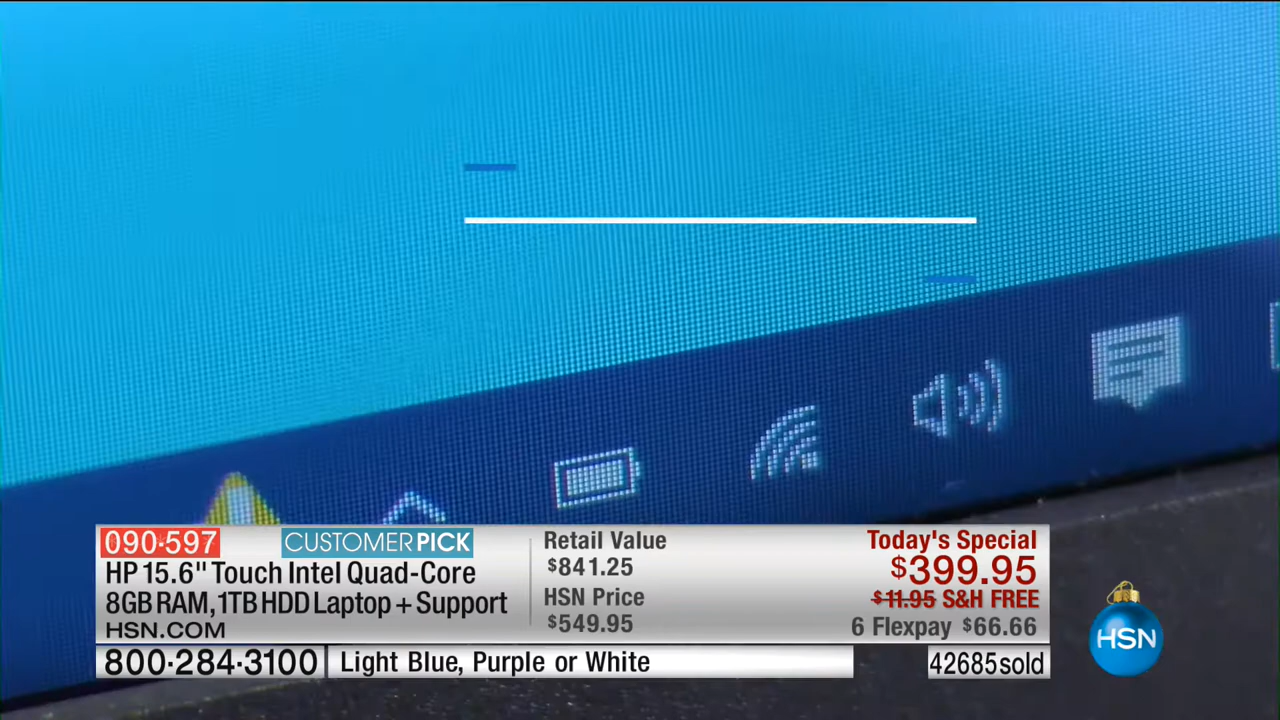 090-597 CUSTOMER PICK
HP 15.6" Touch Intel Quad-Core
8GB RAM, 1TB HDD Laptop + Support
HSN.COM
Retail Value
$841.25
HSN Price
$549.95
Today's Special
$399.95
$11.95 S&H FREE
6 Flexpay $66.66
800-284-3100 Light Blue, Purple or White 42685 sold
HSN